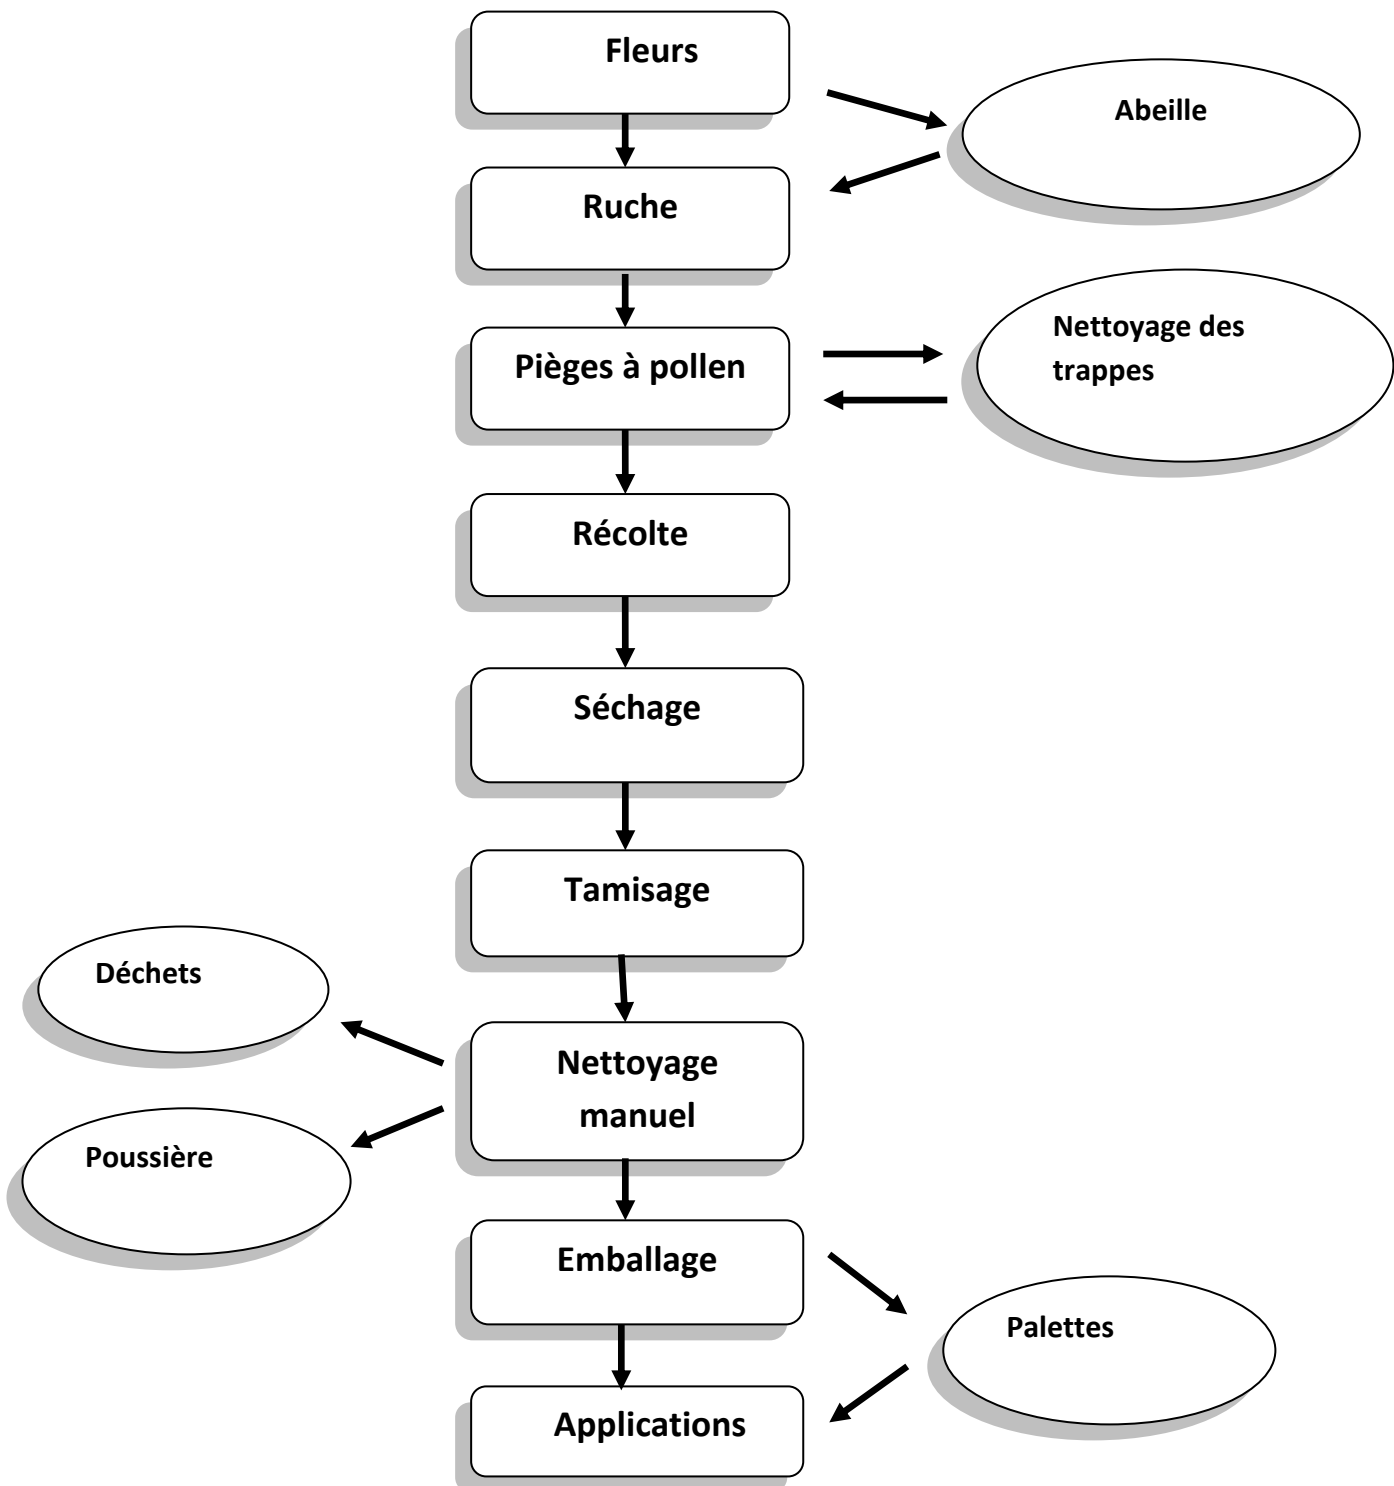 Fleurs
Abeille
Ruche
Nettoyage des
trappes
Pièges à pollen
Récolte
Séchage
Tamisage
Déchets
Nettoyage
manuel
Poussière
Emballage
Palettes
Applications